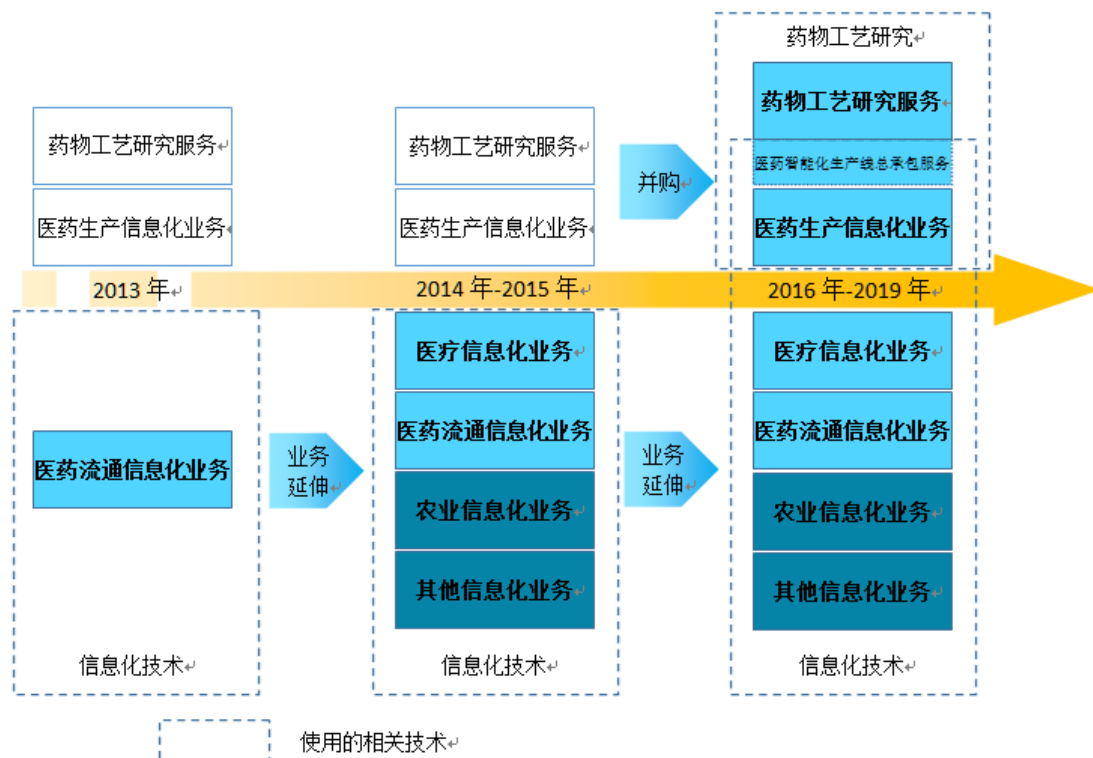 药物工艺研究
药物工艺研究服务
药物工艺研究服务
药物工艺研究服务
并购
医药智能化生产线总承包服务
医药生产信息化业务
医药生产信息化业务
医药生产信息化业务
2013 年
2014 年-2015 年
2016 年-2019 年
医疗信息化业务
医疗信息化业务
医药流通信息化业务
业务
延伸
医药流通信息化业务
业务
延伸
医药流通信息化业务
农业信息化业务
农业信息化业务
其他信息化业务
其他信息化业务
信息化技术
信息化技术
信息化技术
使用的相关技术